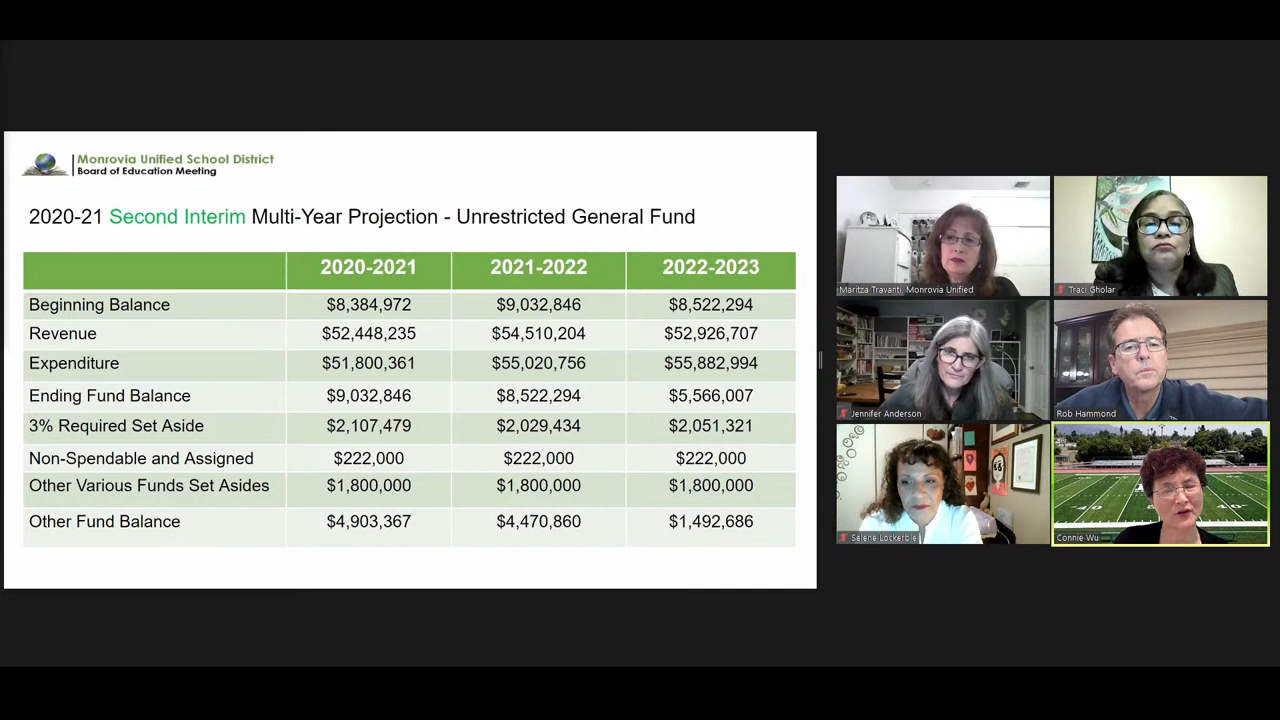 Monrovia Unified School District
Board of Education Meeting
2020-21 Second Interim Multi-Year Projection - Unrestricted General Fund
2020-2021 2021-2022 2022-2023
Beginning Balance $8,384,972 $9,032,846 $8,522,294
Revenue $52,448,235 $54,510,204 $52,926,707
Expenditure $51,800,361 $55,020,756 $55,882,994
Ending Fund Balance $9,032,846 $8,522,294 $5,566,007
3% Required Set Aside $2,107,479 $2,029,434 $2,051,321
Non-Spendable and Assigned $222,000 $222,000 $222,000
Other Various Funds Set Asides $1,800,000 $1,800,000 $1,800,000
Other Fund Balance $4,903,367 $4,470,860 $1,492,686
Maritza Travanti, Monrovia Unified
Traci Gholar
Jennifer Anderson
Rob Hammond
Selene Lockerbie
Connie Wu